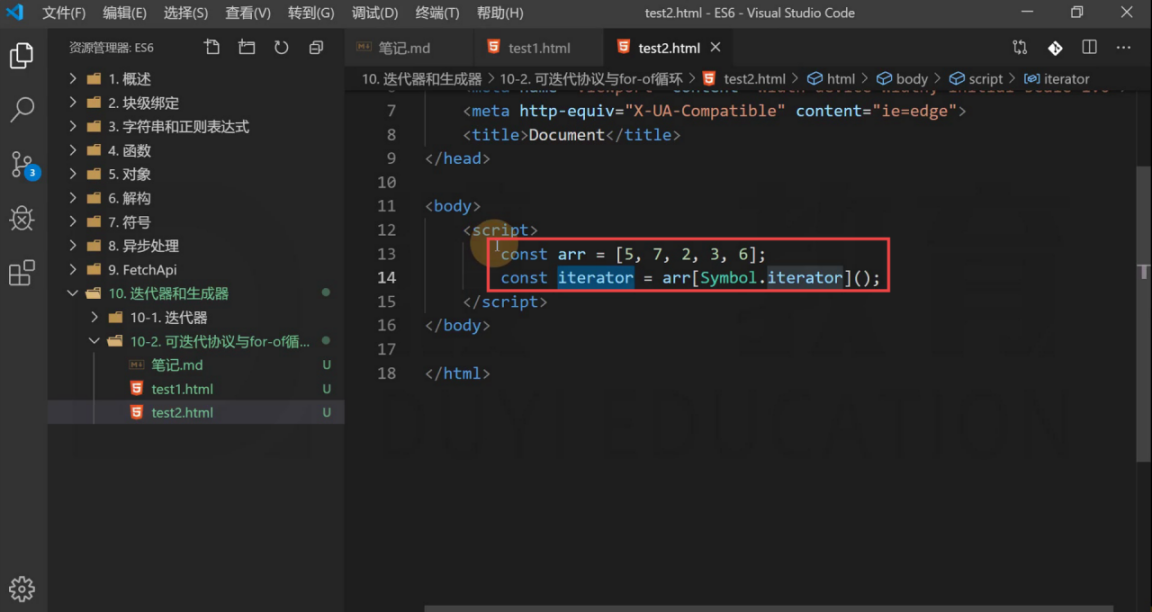 文件(F) 编辑(E) 选择(S) 查看(V) 转到(G) 调试(D) 终端(T) 帮助(H) test2.html - ES6 - Visual Studio Code
资源管理器: ES6
笔记.md test1.html test2.html
10. 迭代器和生成器 > 10-2. 可迭代协议与for-of循环 > test2.html > html > body > script > iterator
1. 概述
2. 块级绑定
3. 字符串和正则表达式
4. 函数
5. 对象
6. 解构
7. 符号
8. 异步处理
9. FetchApi
10. 迭代器和生成器
10-1. 迭代器
10-2. 可迭代协议与for-of循...
笔记.md U
test1.html U
test2.html U
3
7 <meta http-equiv="X-UA-Compatible" content="ie=edge">
8 <title>Document</title>
9 </head>
10
11 <body>
12 <script>
13 const arr = [5, 7, 2, 3, 6];
14 const iterator = arr[Symbol.iterator]();
15 </script>
16 </body>
17
18 </html>
DUYI EDUCATION